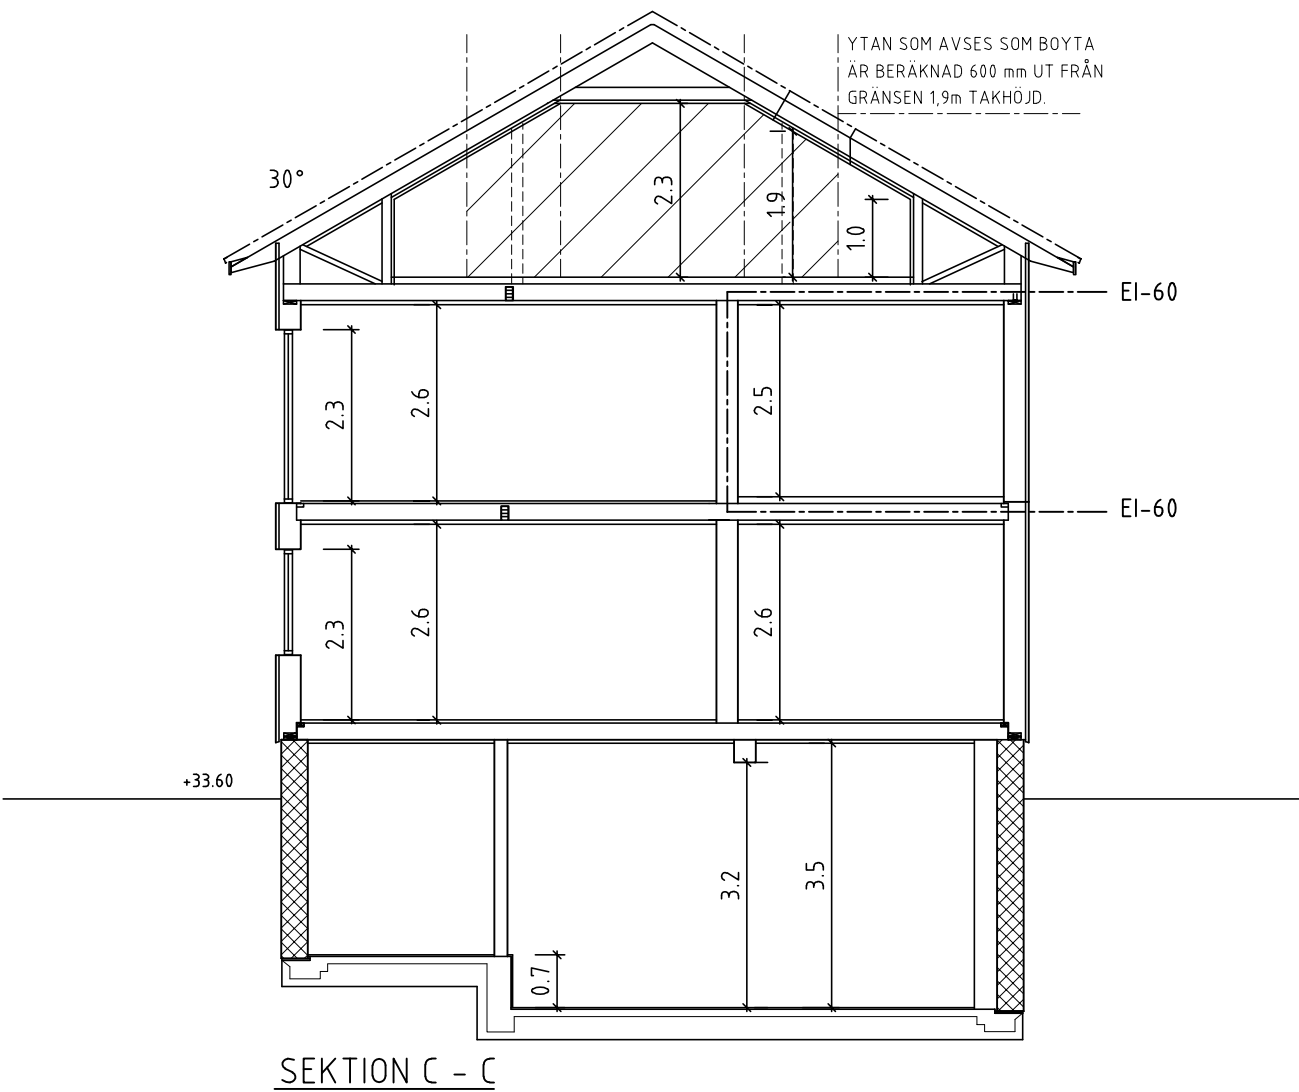 YTAN SOM AVSES SOM BOYTA
ÄR BERÄKNAD 600 mm UT FRÅN
GRÄNSEN 1,9m TAKHÖJD.
30°
2.3
1.9
1.0
EI-60
2.3
2.6
2.5
EI-60
2.3
2.6
2.6
+33.60
3.2
3.5
0.7
SEKTION C - C